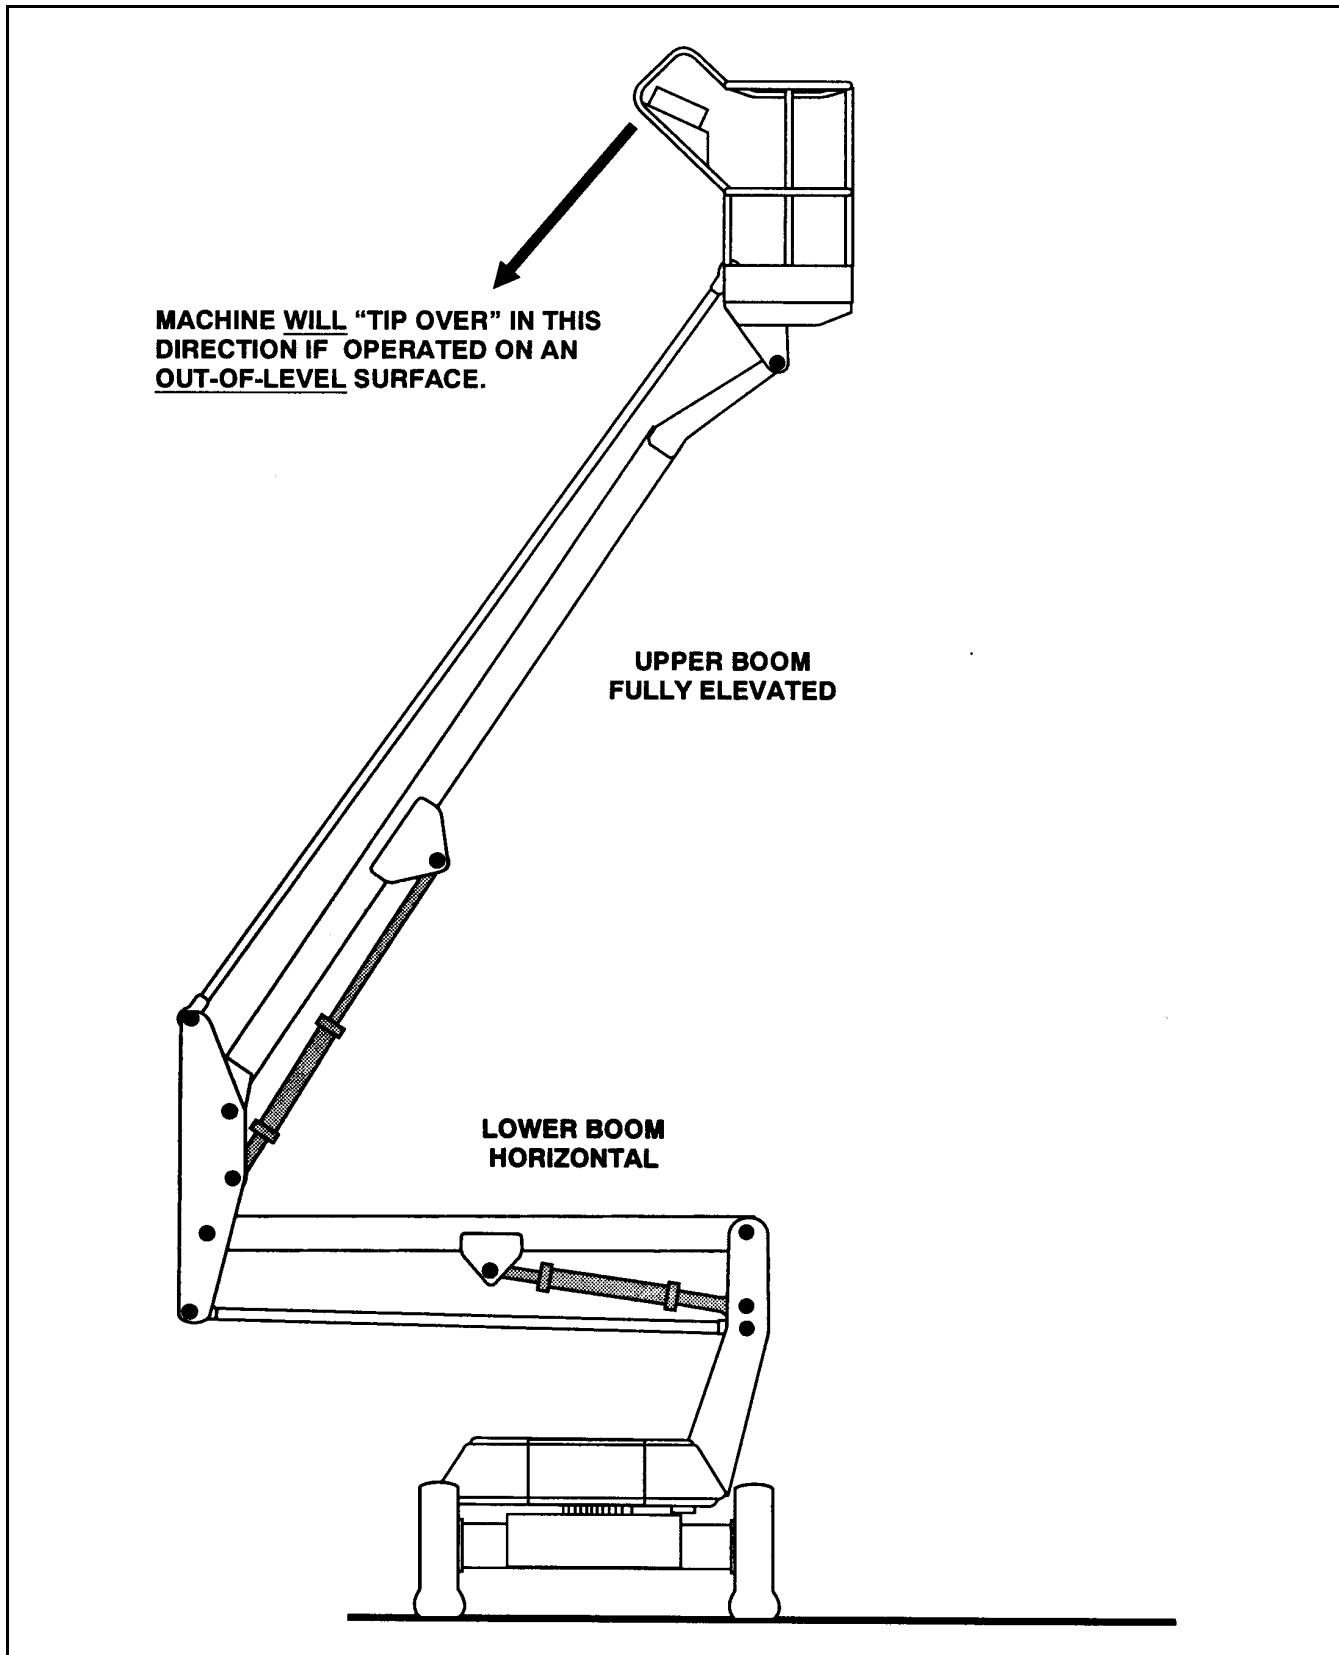 MACHINE WILL “TIP OVER” IN THIS
DIRECTION IF OPERATED ON AN
OUT-OF-LEVEL SURFACE.
UPPER BOOM
FULLY ELEVATED
LOWER BOOM
HORIZONTAL